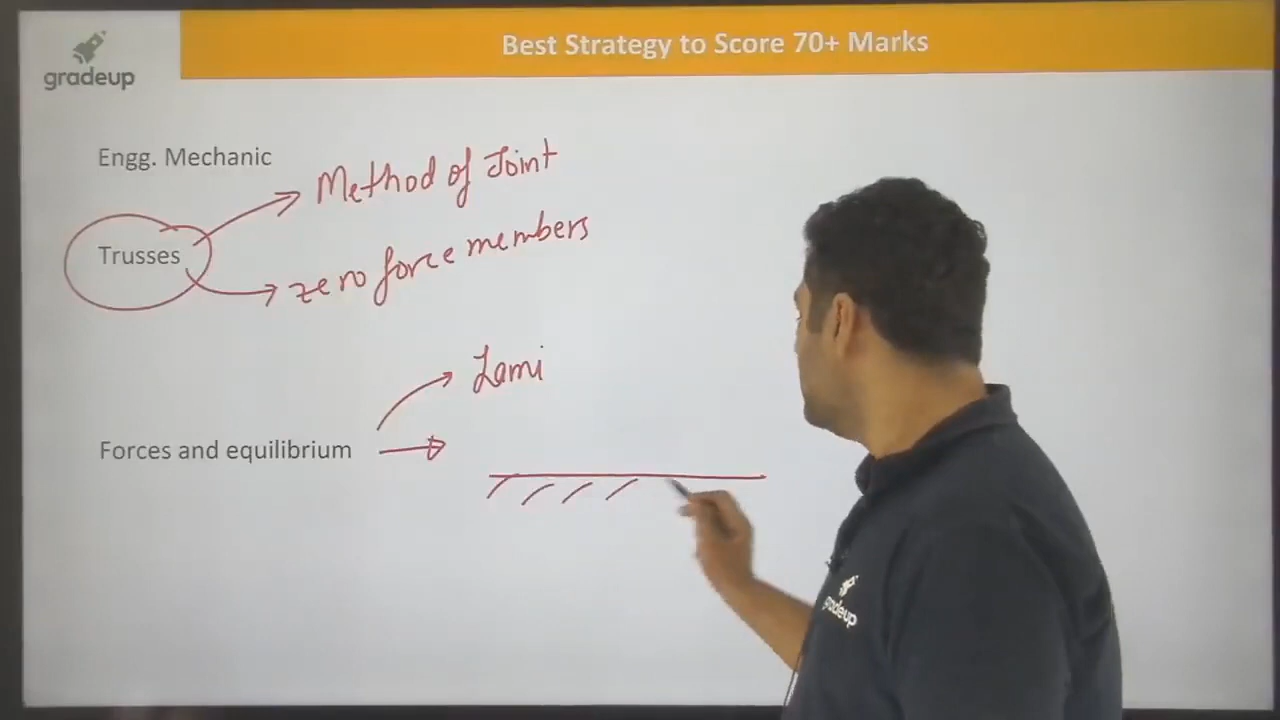 Best Strategy to Score 70+ Marks
gradeup
Engg. Mechanic
Method of Joint
Trusses
zero force members
Lami
Forces and equilibrium
gradeup